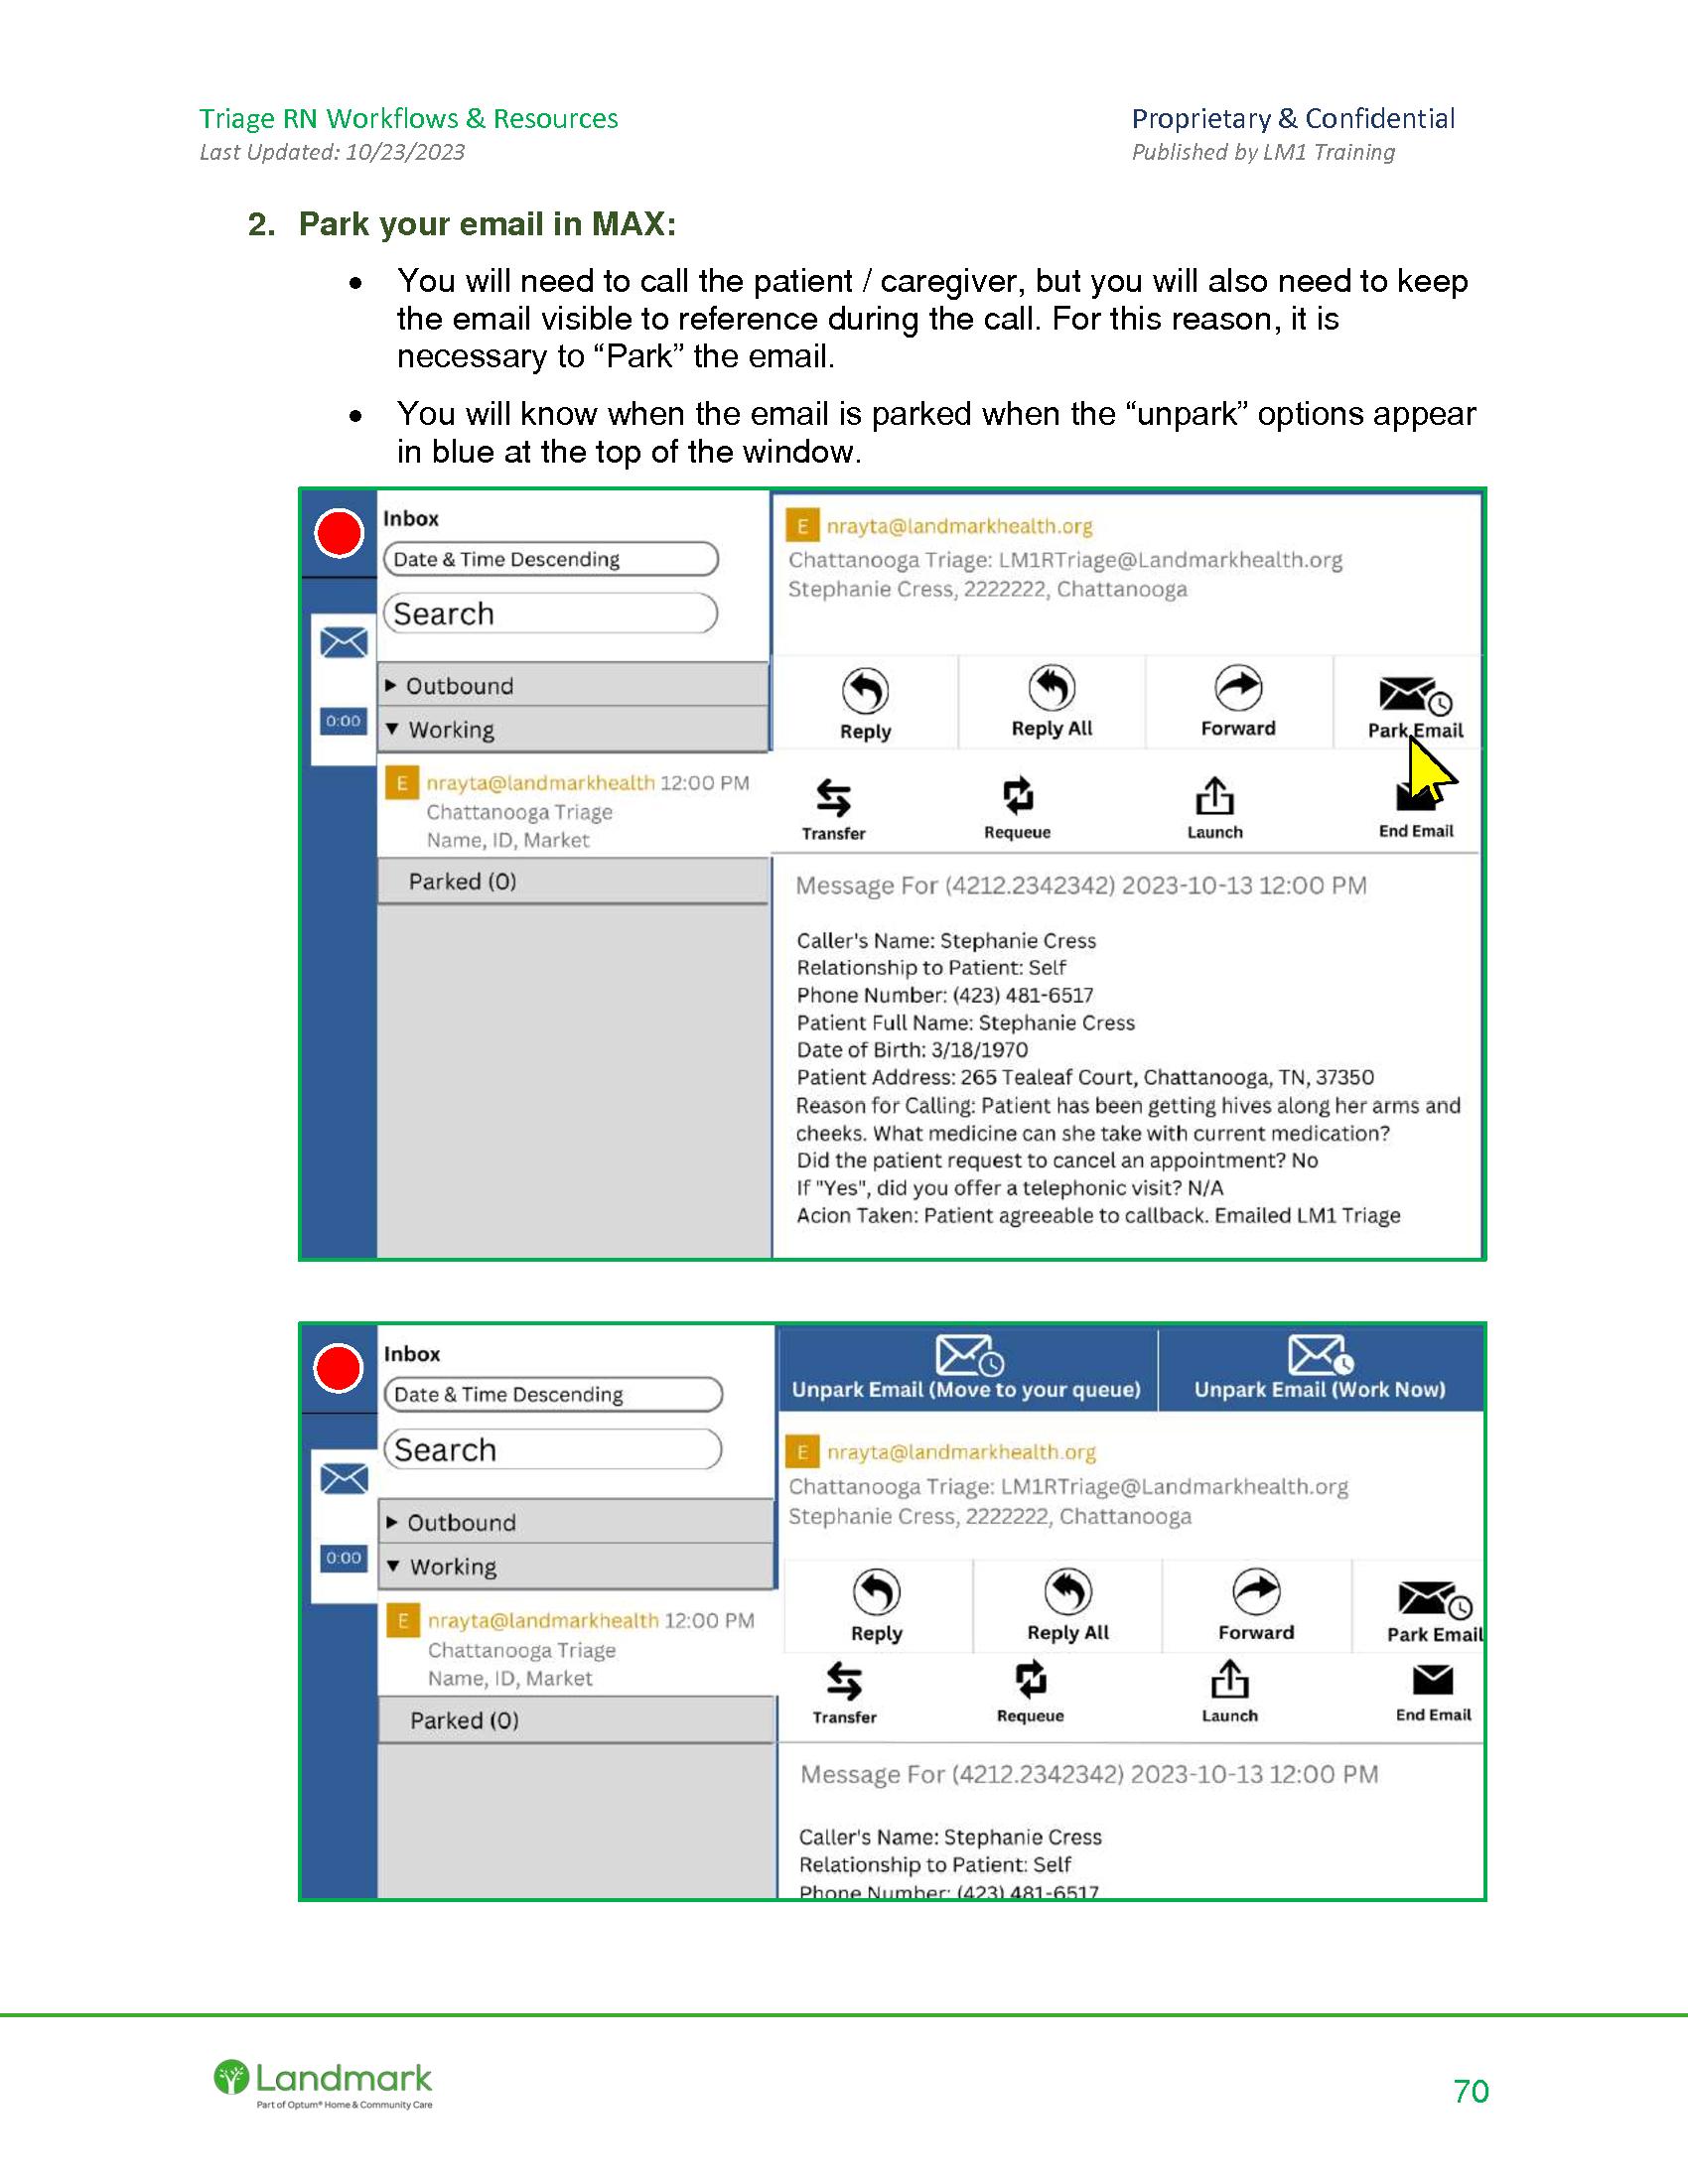 Triage RN Workflows & Resources
Proprietary & Confidential
Last Updated: 10/23/2023
Published by LM1 Training
2. Park your email in MAX:
• You will need to call the patient / caregiver, but you will also need to keep
the email visible to reference during the call. For this reason, it is
necessary to “Park” the email.
• You will know when the email is parked when the “unpark” options appear
in blue at the top of the window.
Inbox
Date & Time Descending
Search
0:00
Outbound
Working
E nrayta@landmarkhealth 12:00 PM
Chattanooga Triage
Name, ID, Market
Parked (0)
E nrayta@landmarkhealth.org
Chattanooga Triage: LM1RTriage@Landmarkhealth.org
Stephanie Cress, 2222222, Chattanooga
Reply
Reply All
Forward
Park Email
Transfer
Requeue
Launch
End Email
Message For (4212.2342342) 2023-10-13 12:00 PM
Caller's Name: Stephanie Cress
Relationship to Patient: Self
Phone Number: (423) 481-6517
Patient Full Name: Stephanie Cress
Date of Birth: 3/18/1970
Patient Address: 265 Tealeaf Court, Chattanooga, TN, 37350
Reason for Calling: Patient has been getting hives along her arms and
cheeks. What medicine can she take with current medication?
Did the patient request to cancel an appointment? No
If "Yes", did you offer a telephonic visit? N/A
Acion Taken: Patient agreeable to callback. Emailed LM1 Triage
Inbox
Date & Time Descending
Search
0:00
Outbound
Working
E nrayta@landmarkhealth 12:00 PM
Chattanooga Triage
Name, ID, Market
Parked (0)
Unpark Email (Move to your queue)
Unpark Email (Work Now)
E nrayta@landmarkhealth.org
Chattanooga Triage: LM1RTriage@Landmarkhealth.org
Stephanie Cress, 2222222, Chattanooga
Reply
Reply All
Forward
Park Email
Transfer
Requeue
Launch
End Email
Message For (4212.2342342) 2023-10-13 12:00 PM
Caller's Name: Stephanie Cress
Relationship to Patient: Self
Phone Number: (423) 481-6517
Landmark
Part of Optum® Home & Community Care
70